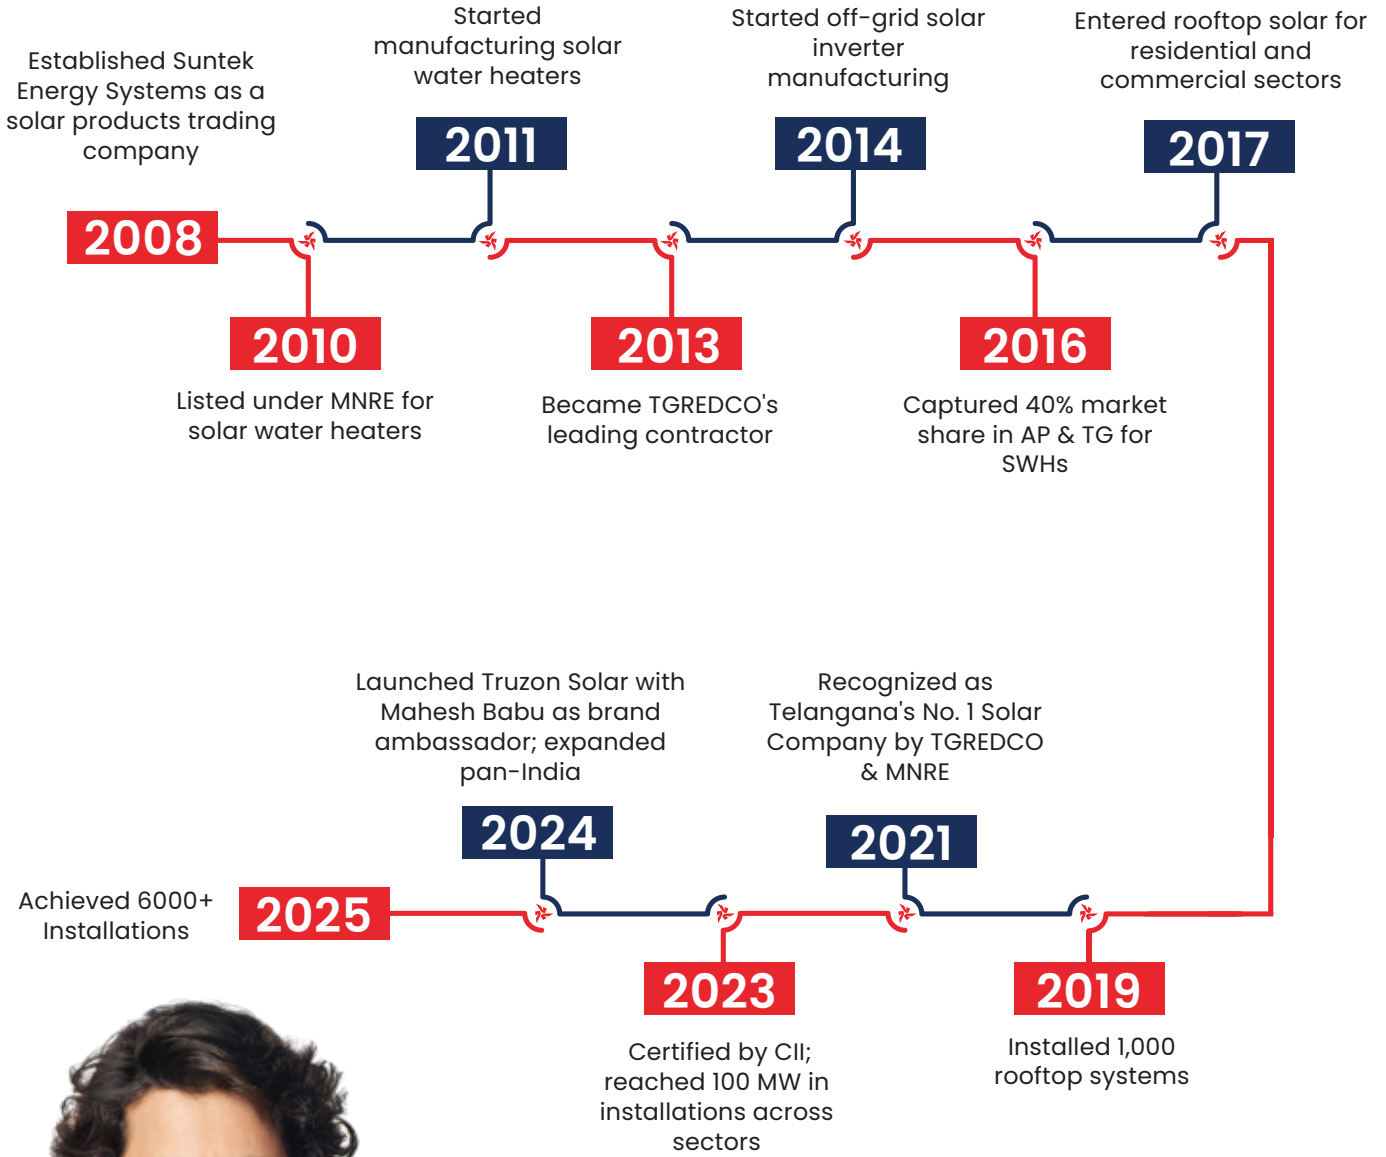 Established Suntek
Energy Systems as a
solar products trading
company
2008
2010
Listed under MNRE for
solar water heaters
Started
manufacturing solar
water heaters
2011
2013
Became TGREDCO's
leading contractor
Started off-grid solar
inverter
manufacturing
2014
2016
Captured 40% market
share in AP & TG for
SWHs
Entered rooftop solar for
residential and
commercial sectors
2017
2019
Installed 1,000
rooftop systems
Recognized as
Telangana's No. 1 Solar
Company by TGREDCO
& MNRE
2021
2023
Certified by CII;
reached 100 MW in
installations across
sectors
Launched Truzon Solar with
Mahesh Babu as brand
ambassador; expanded
pan-India
2024
Achieved 6000+
Installations
2025